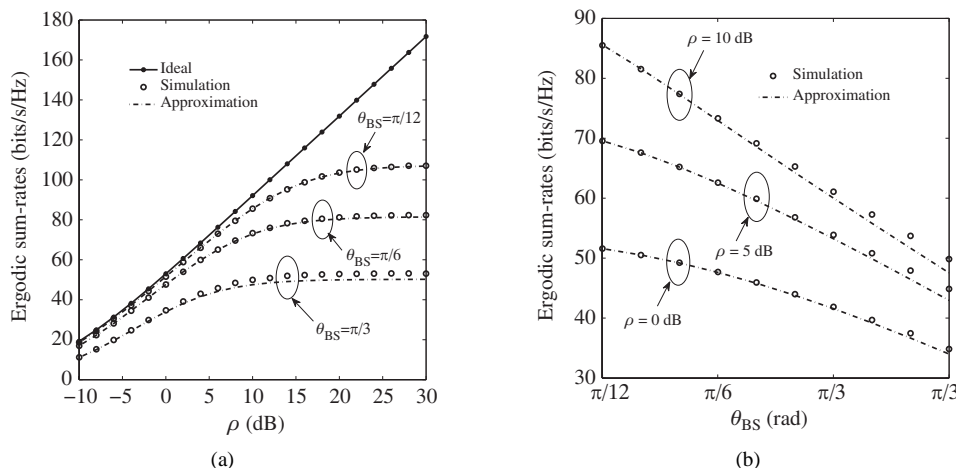 180
160
140
120
100
80
60
40
20
0
−10
−5
0
5
10
15
20
25
30
Ergodic sum-rates (bits/s/Hz)
ρ (dB)
Ideal
Simulation
Approximation
θBS=π/12
θBS=π/6
θBS=π/3
(a)
90
80
70
60
50
40
30
π/12
π/6
π/3
π/3
Ergodic sum-rates (bits/s/Hz)
θBS (rad)
ρ = 10 dB
Simulation
Approximation
ρ = 5 dB
ρ = 0 dB
(b)